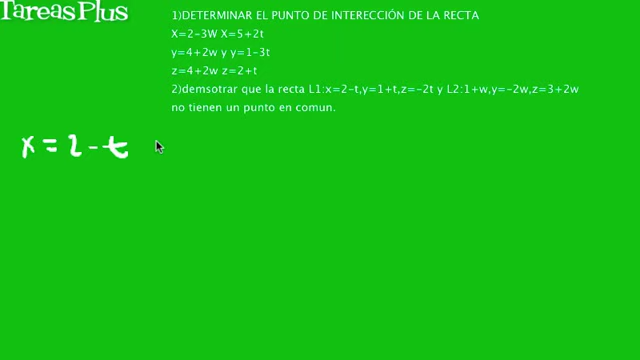 TareasPlus
1)DETERMINAR EL PUNTO DE INTERECCIÓN DE LA RECTA
X=2-3W X=5+2t
y=4+2w y y=1-3t
z=4+2w z=2+t
2)demsotrar que la recta L1:x=2-t,y=1+t,z=-2t y L2:1+w,y=-2w,z=3+2w
no tienen un punto en comun.
x = 2 - t